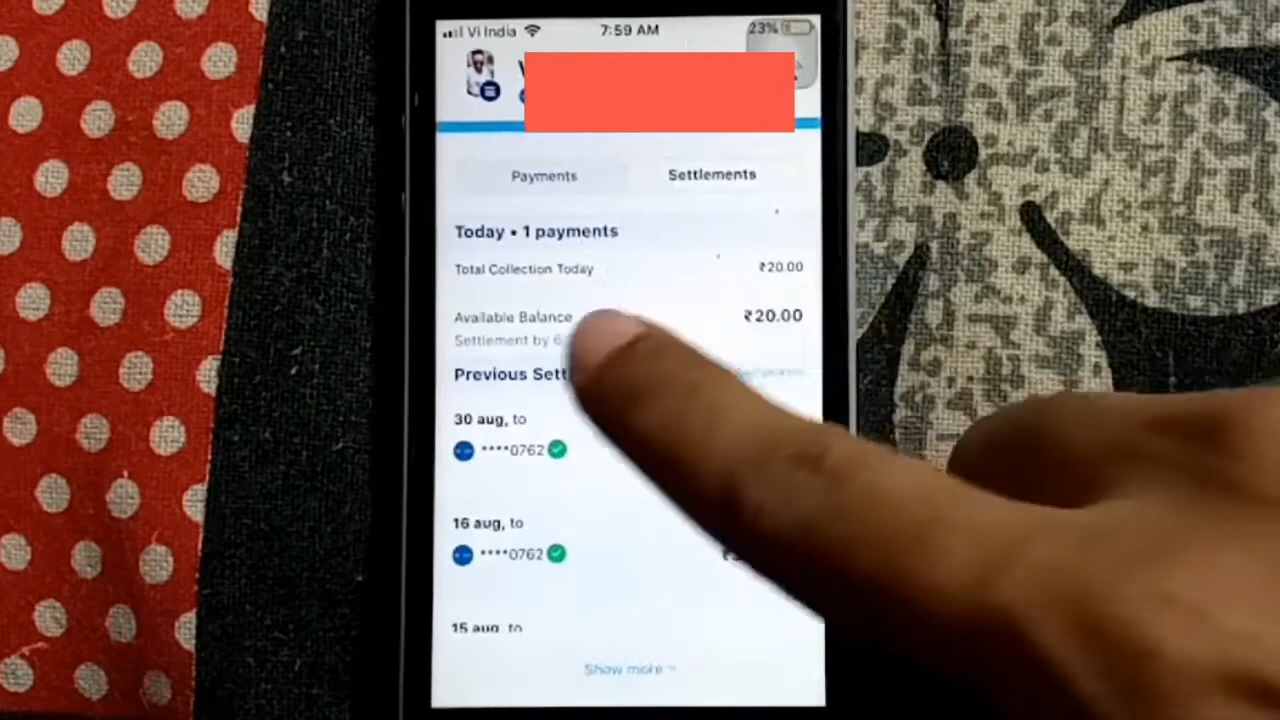 Vi India 7:59 AM 23%
Payments Settlements
Today • 1 payments
Total Collection Today ₹20.00
Available Balance ₹20.00
Settlement by 6
Previous Sett
30 aug, to
****0762
16 aug, to
****0762
15 aug, to
Show more